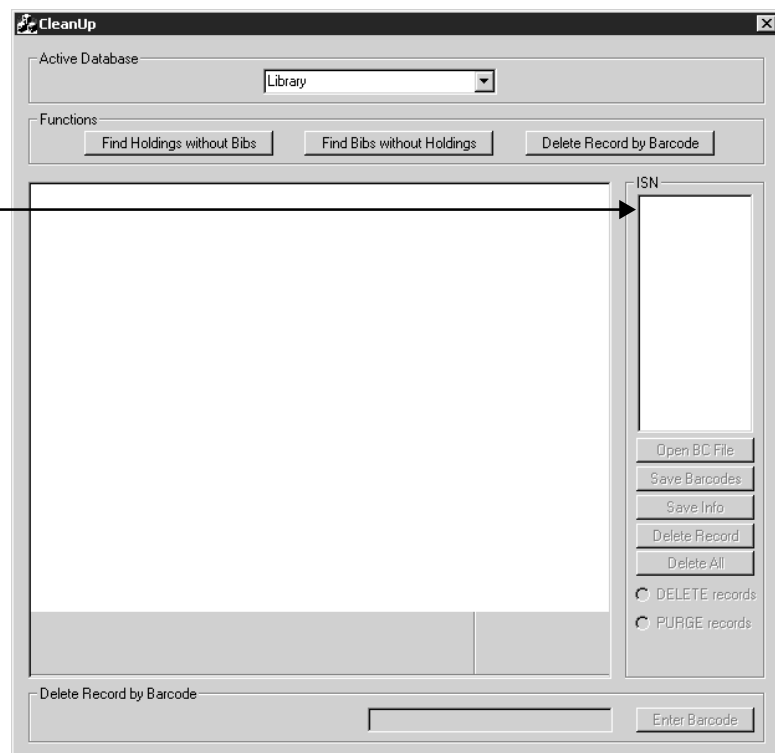 CleanUp
Active Database
Library
Functions
Find Holdings without Bibs Find Bibs without Holdings Delete Record by Barcode
ISN
Open BC File
Save Barcodes
Save Info
Delete Record
Delete All
DELETE records
PURGE records
Delete Record by Barcode
Enter Barcode